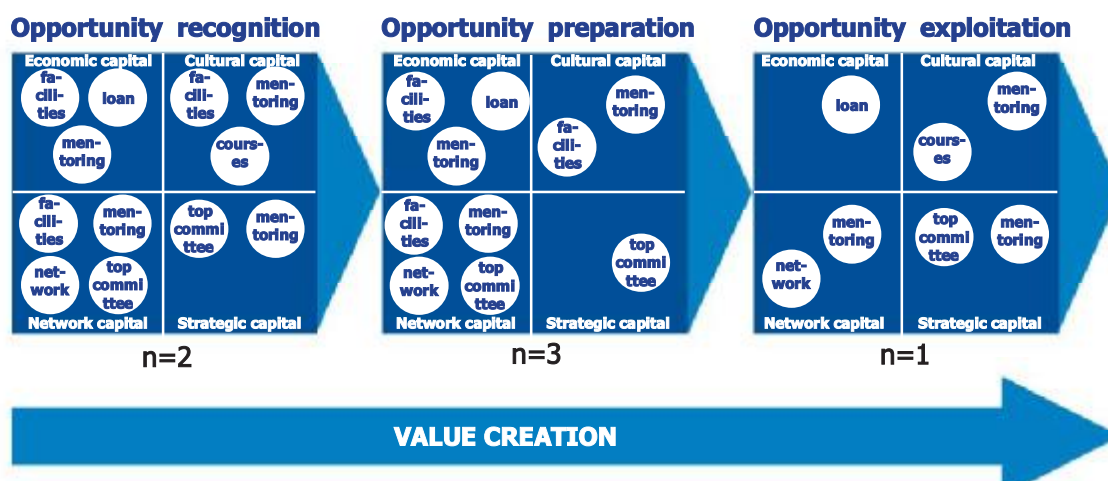 Opportunity recognition
Economic capital
Cultural capital
fa-
cili-
ties
loan
men-
toring
fa-
cili-
ties
men-
toring
cours-
es
fa-
cili-
ties
men-
toring
net-
work
top
commi
ttee
top
commi
ttee
men-
toring
Network capital
Strategic capital
n=2
Opportunity preparation
Economic capital
Cultural capital
fa-
cili-
ties
loan
men-
toring
men-
toring
fa-
cili-
ties
fa-
cili-
ties
men-
toring
net-
work
top
commi
ttee
top
commi
ttee
Network capital
Strategic capital
n=3
Opportunity exploitation
Economic capital
Cultural capital
loan
men-
toring
cours-
es
men-
toring
net-
work
top
commi
ttee
men-
toring
Network capital
Strategic capital
n=1
VALUE CREATION